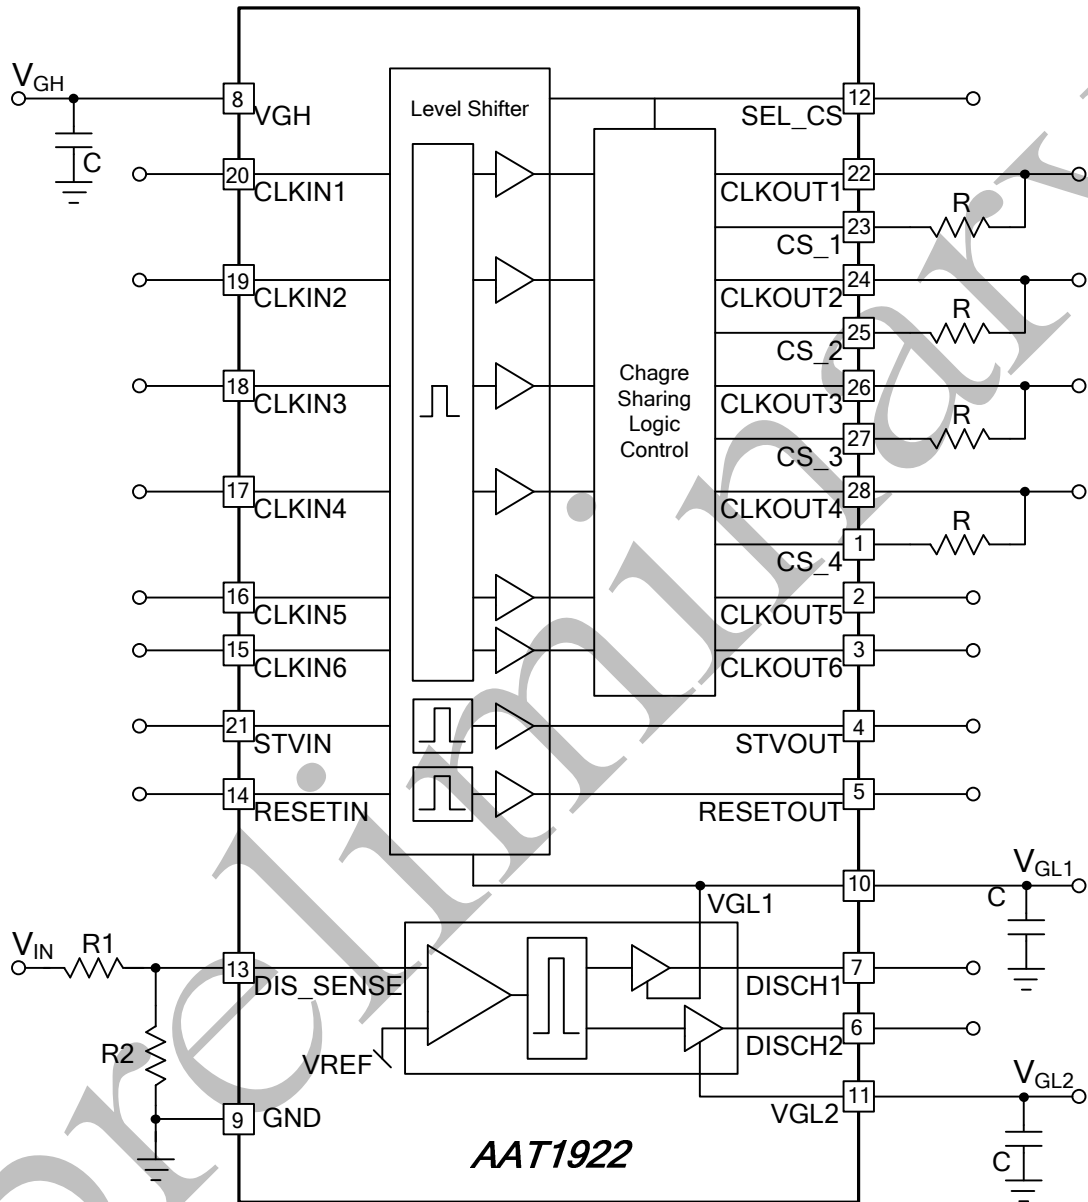 VGH
8
VGH
C
Level Shifter
12
SEL_CS
20
CLKIN1
22
CLKOUT1
R
23
CS_1
19
CLKIN2
24
CLKOUT2
R
25
CS_2
18
CLKIN3
Chagre
Sharing
Logic
Control
26
CLKOUT3
R
27
CS_3
17
CLKIN4
28
CLKOUT4
R
1
CS_4
16
CLKIN5
2
CLKOUT5
15
CLKIN6
3
CLKOUT6
21
STVIN
4
STVOUT
14
RESETIN
5
RESETOUT
10
VGL1
VGL1
C
VIN
R1
13
DIS_SENSE
7
DISCH1
R2
VREF
6
DISCH2
11
VGL2
VGL2
C
9
GND
AAT1922
preliminary